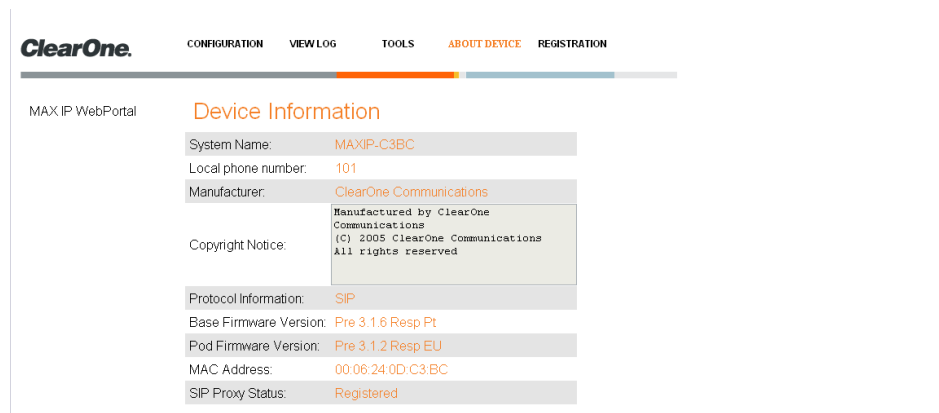 ClearOne.
CONFIGURATION VIEW LOG TOOLS ABOUT DEVICE REGISTRATION
MAX IP WebPortal
Device Information
System Name: MAXIP-C3BC
Local phone number: 101
Manufacturer: ClearOne Communications
Copyright Notice:
Manufactured by ClearOne
Communications
(C) 2005 ClearOne Communications
All rights reserved
Protocol Information: SIP
Base Firmware Version: Pre 3.1.6 Resp Pt
Pod Firmware Version: Pre 3.1.2 Resp EU
MAC Address: 00:06:24:0D:C3:BC
SIP Proxy Status: Registered